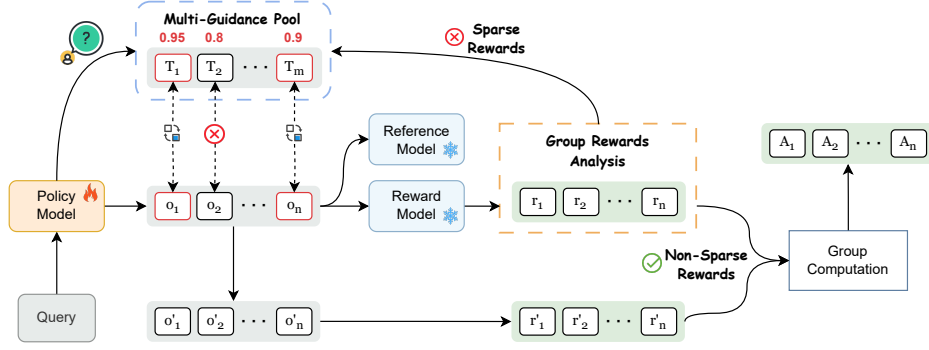 Multi-Guidance Pool
0.95 0.8 0.9
T1 T2 · · · Tm
?
Sparse
Rewards
Reference
Model
Group Rewards
Analysis
A1 A2 · · · An
Policy
Model
o1 o2 · · · on
Reward
Model
r1 r2 · · · rn
Non-Sparse
Rewards
Group
Computation
Query
o'1 o'2 · · · o'n
r'1 r'2 · · · r'n